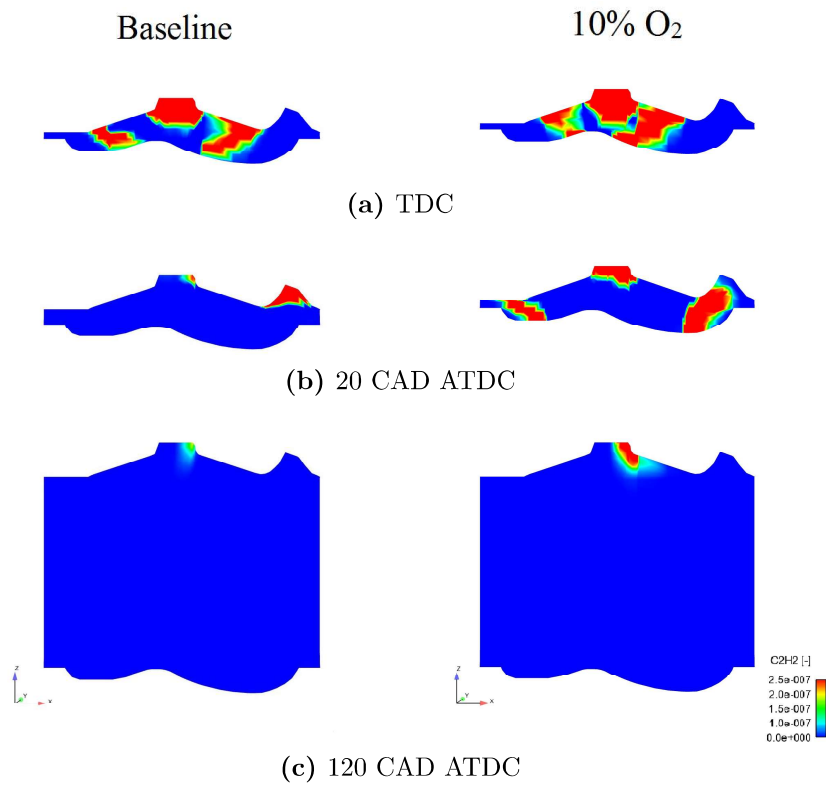 Baseline
10% O₂
(a) TDC
(b) 20 CAD ATDC
Z
Y
X
Z
Y
X
C2H2 [-]
2.5e-007
2.0e-007
1.5e-007
1.0e-007
0.0e+000
(c) 120 CAD ATDC